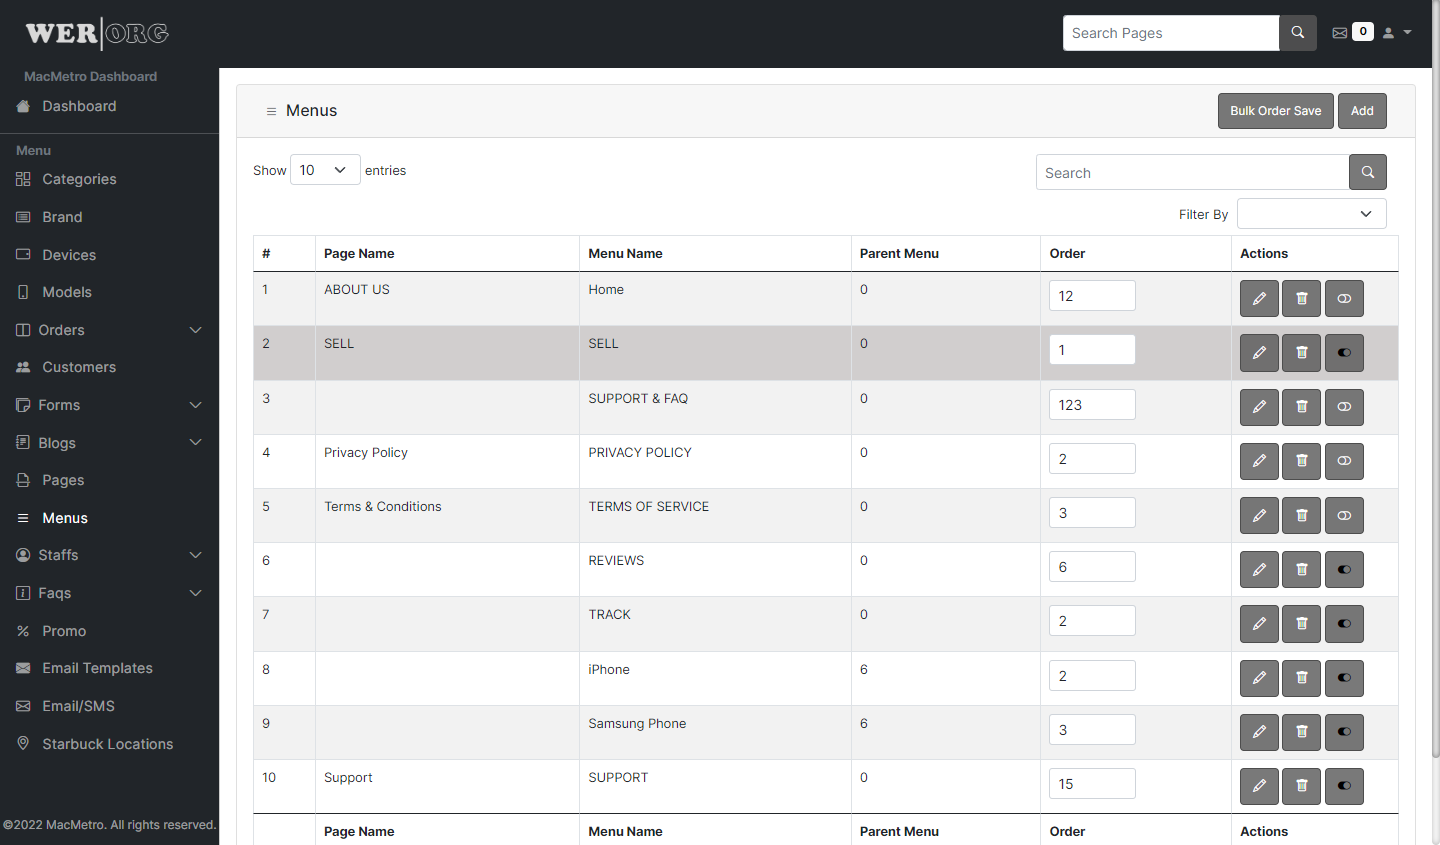 WER|ORG
Search Pages
0
MacMetro Dashboard
Dashboard
Menu
Categories
Brand
Devices
Models
Orders
Customers
Forms
Blogs
Pages
Menus
Staffs
Faqs
Promo
Email Templates
Email/SMS
Starbuck Locations
©2022 MacMetro. All rights reserved.
Menus
Bulk Order Save Add
Show 10 entries
Search
Filter By
# Page Name Menu Name Parent Menu Order Actions
1 ABOUT US Home 0 12
2 SELL SELL 0 1
3 SUPPORT & FAQ 0 123
4 Privacy Policy PRIVACY POLICY 0 2
5 Terms & Conditions TERMS OF SERVICE 0 3
6 REVIEWS 0 6
7 TRACK 0 2
8 iPhone 6 2
9 Samsung Phone 6 3
10 Support SUPPORT 0 15
Page Name Menu Name Parent Menu Order Actions